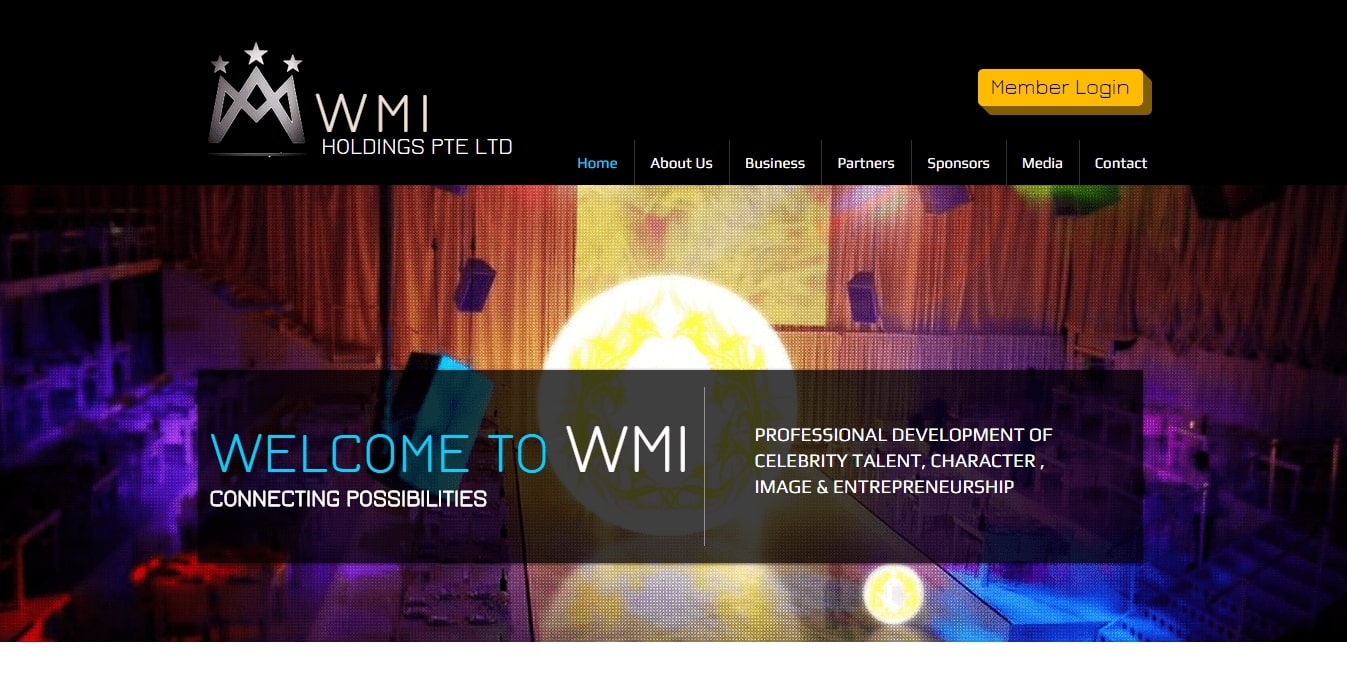 WMI
HOLDINGS PTE LTD
Member Login
Home
About Us
Business
Partners
Sponsors
Media
Contact
WELCOME TO WMI
CONNECTING POSSIBILITIES
PROFESSIONAL DEVELOPMENT OF
CELEBRITY TALENT, CHARACTER ,
IMAGE & ENTREPRENEURSHIP